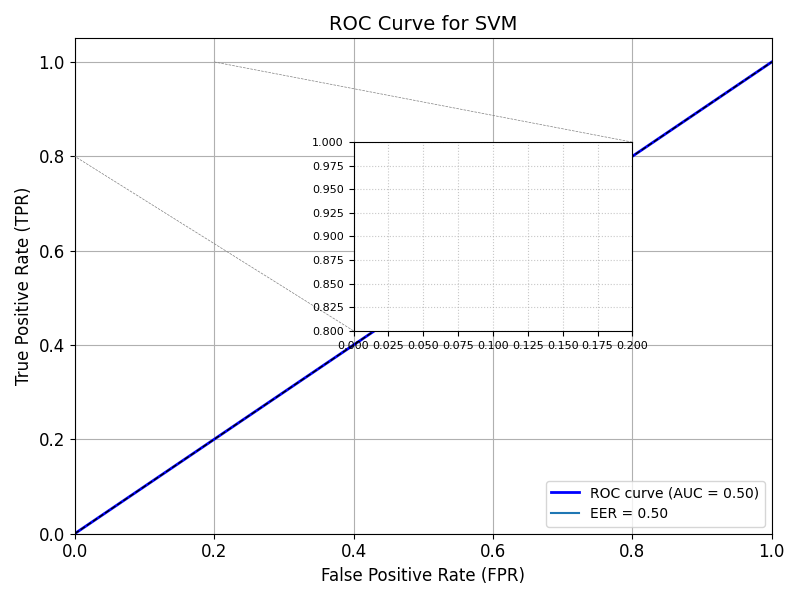 ROC Curve for SVM
True Positive Rate (TPR)
1.0
0.8
0.6
0.4
0.2
0.0
1.000
0.975
0.950
0.925
0.900
0.875
0.850
0.825
0.800
0.000 0.025 0.050 0.075 0.100 0.125 0.150 0.175 0.200
ROC curve (AUC = 0.50)
EER = 0.50
0.0 0.2 0.4 0.6 0.8 1.0
False Positive Rate (FPR)